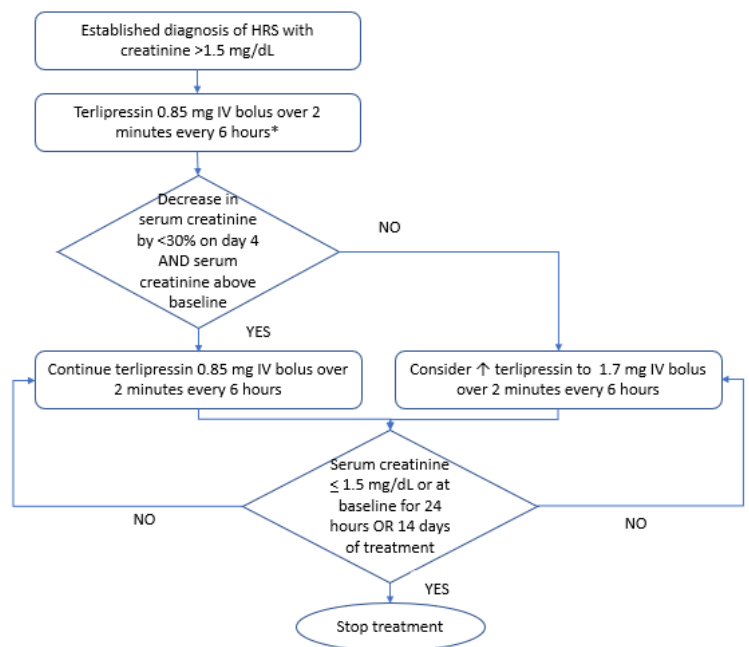 Established diagnosis of HRS with
creatinine >1.5 mg/dL
Terlipressin 0.85 mg IV bolus over 2
minutes every 6 hours*
Decrease in
serum creatinine
by <30% on day 4
AND serum
creatinine above
baseline
NO
YES
Continue terlipressin 0.85 mg IV bolus over
2 minutes every 6 hours
Consider ↑ terlipressin to 1.7 mg IV bolus
over 2 minutes every 6 hours
Serum creatinine
≤ 1.5 mg/dL or at
baseline for 24
hours OR 14 days
of treatment
NO
NO
YES
Stop treatment